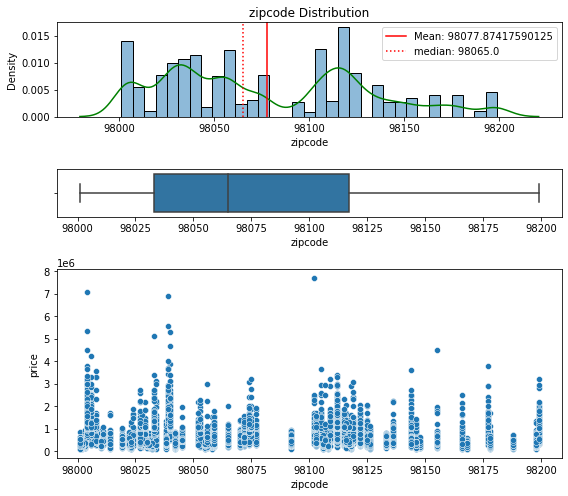 zipcode Distribution
Mean: 98077.87417590125
median: 98065.0
Density
0.015
0.010
0.005
0.000
98000 98050 98100 98150 98200
zipcode
98000 98025 98050 98075 98100 98125 98150 98175 98200
zipcode
1e6
price
8
7
6
5
4
3
2
1
0
98000 98025 98050 98075 98100 98125 98150 98175 98200
zipcode